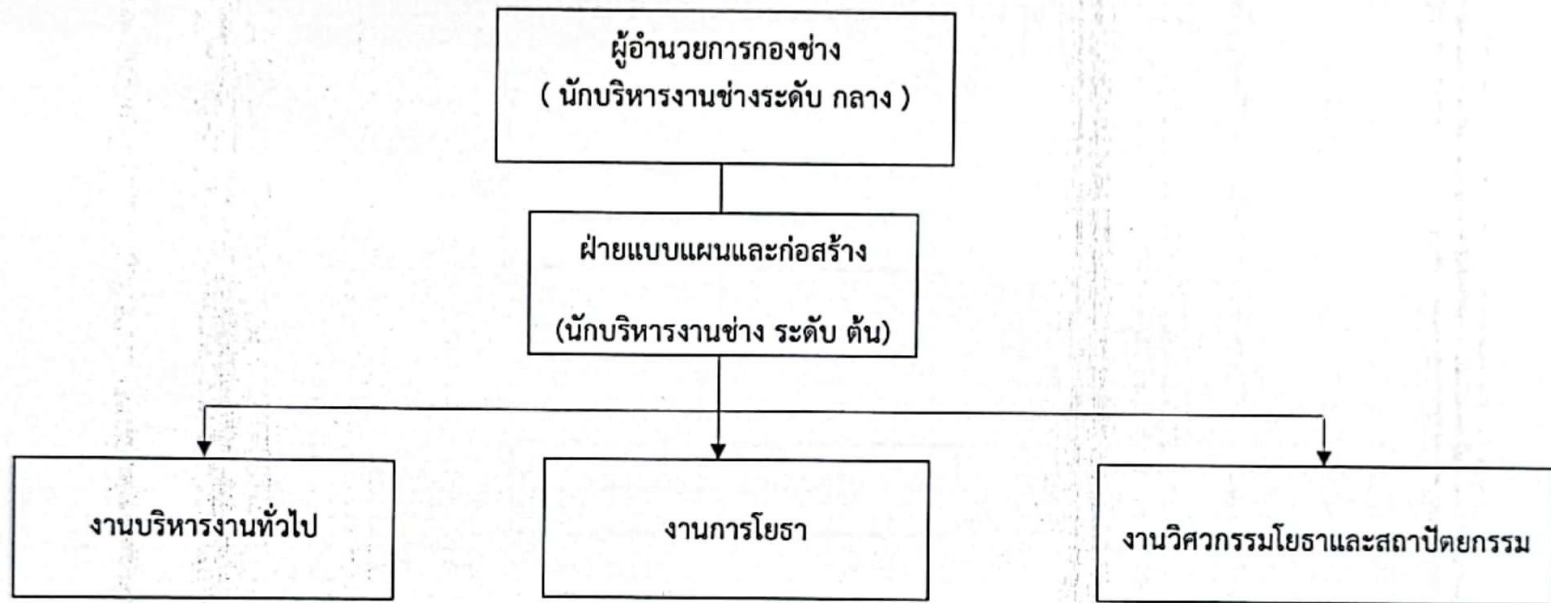 ผู้อำนวยการกองช่าง
( นักบริหารงานช่างระดับ กลาง )
ฝ่ายแบบแผนและก่อสร้าง
(นักบริหารงานช่าง ระดับ ต้น)
งานบริหารงานทั่วไป
งานการโยธา
งานวิศวกรรมโยธาและสถาปัตยกรรม